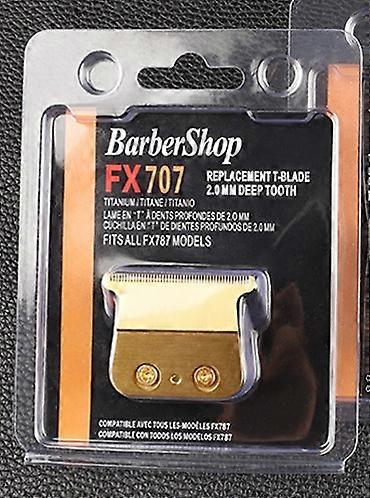 BarberShop
FX707
REPLACEMENT T-BLADE
2.0 MM DEEP TOOTH
TITANIUM/TITANE/TITANIO
LAME EN "T" À DENTS PROFONDES DE 2.0 MM
CUCHILLA EN "T" DE DIENTES PROFUNDOS DE 2.0 MM
FITS ALL FX787 MODELS
COMPATIBLE AVEC TOUS LES-MODÈLES FX787
COMPATIBLE CON TODOS LOS MODELOS FX787